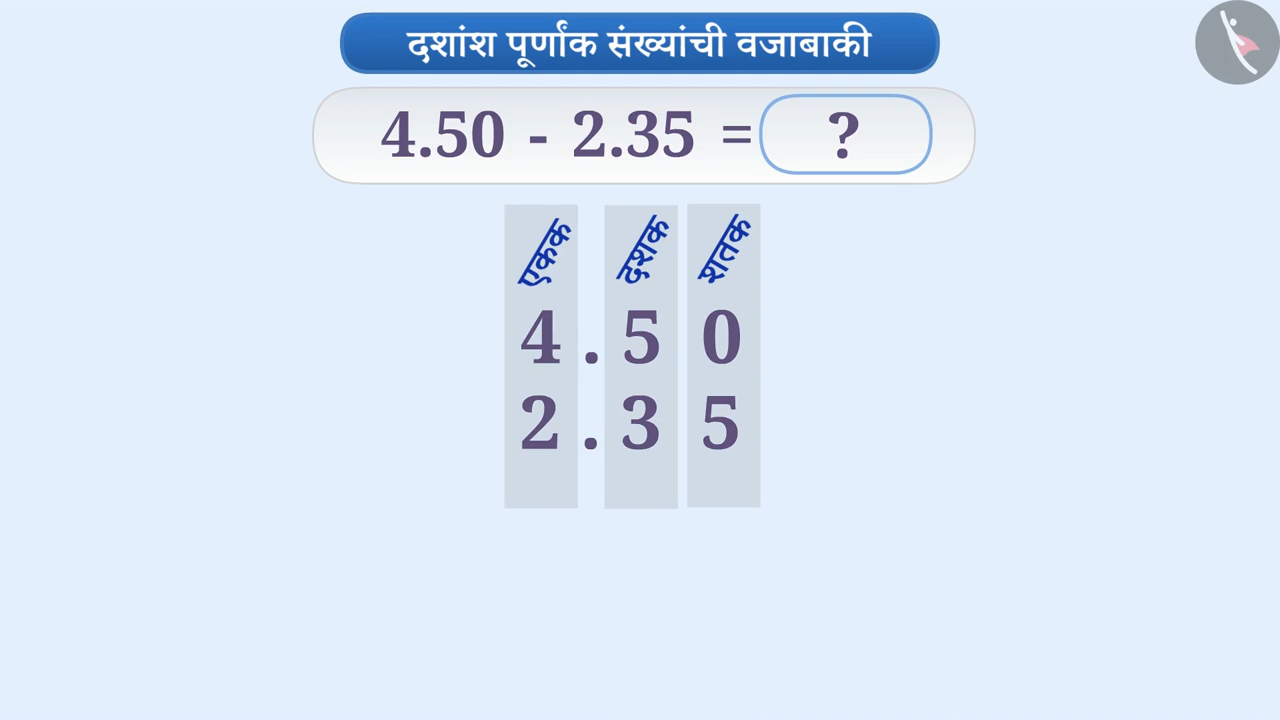 दशांश पूर्णांक संख्यांची वजाबाकी
4.50 - 2.35 = ?
एकक दशक शतक
4 . 5 0
2 . 3 5